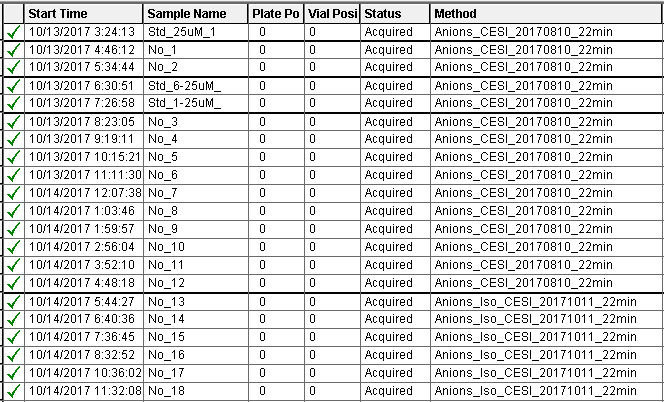 Start Time Sample Name Plate Po Vial Posi Status Method
10/13/2017 3:24:13 Std_25uM_1 0 0 Acquired Anions_CESI_20170810_22min
10/13/2017 4:46:12 No_1 0 0 Acquired Anions_CESI_20170810_22min
10/13/2017 5:34:44 No_2 0 0 Acquired Anions_CESI_20170810_22min
10/13/2017 6:30:51 Std_6-25uM_ 0 0 Acquired Anions_CESI_20170810_22min
10/13/2017 7:26:58 Std_1-25uM_ 0 0 Acquired Anions_CESI_20170810_22min
10/13/2017 8:23:05 No_3 0 0 Acquired Anions_CESI_20170810_22min
10/13/2017 9:19:11 No_4 0 0 Acquired Anions_CESI_20170810_22min
10/13/2017 10:15:21 No_5 0 0 Acquired Anions_CESI_20170810_22min
10/13/2017 11:11:30 No_6 0 0 Acquired Anions_CESI_20170810_22min
10/14/2017 12:07:38 No_7 0 0 Acquired Anions_CESI_20170810_22min
10/14/2017 1:03:46 No_8 0 0 Acquired Anions_CESI_20170810_22min
10/14/2017 1:59:57 No_9 0 0 Acquired Anions_CESI_20170810_22min
10/14/2017 2:56:04 No_10 0 0 Acquired Anions_CESI_20170810_22min
10/14/2017 3:52:10 No_11 0 0 Acquired Anions_CESI_20170810_22min
10/14/2017 4:48:18 No_12 0 0 Acquired Anions_CESI_20170810_22min
10/14/2017 5:44:27 No_13 0 0 Acquired Anions_Iso_CESI_20171011_22min
10/14/2017 6:40:36 No_14 0 0 Acquired Anions_Iso_CESI_20171011_22min
10/14/2017 7:36:45 No_15 0 0 Acquired Anions_Iso_CESI_20171011_22min
10/14/2017 8:32:52 No_16 0 0 Acquired Anions_Iso_CESI_20171011_22min
10/14/2017 10:36:02 No_17 0 0 Acquired Anions_Iso_CESI_20171011_22min
10/14/2017 11:32:08 No_18 0 0 Acquired Anions_Iso_CESI_20171011_22min